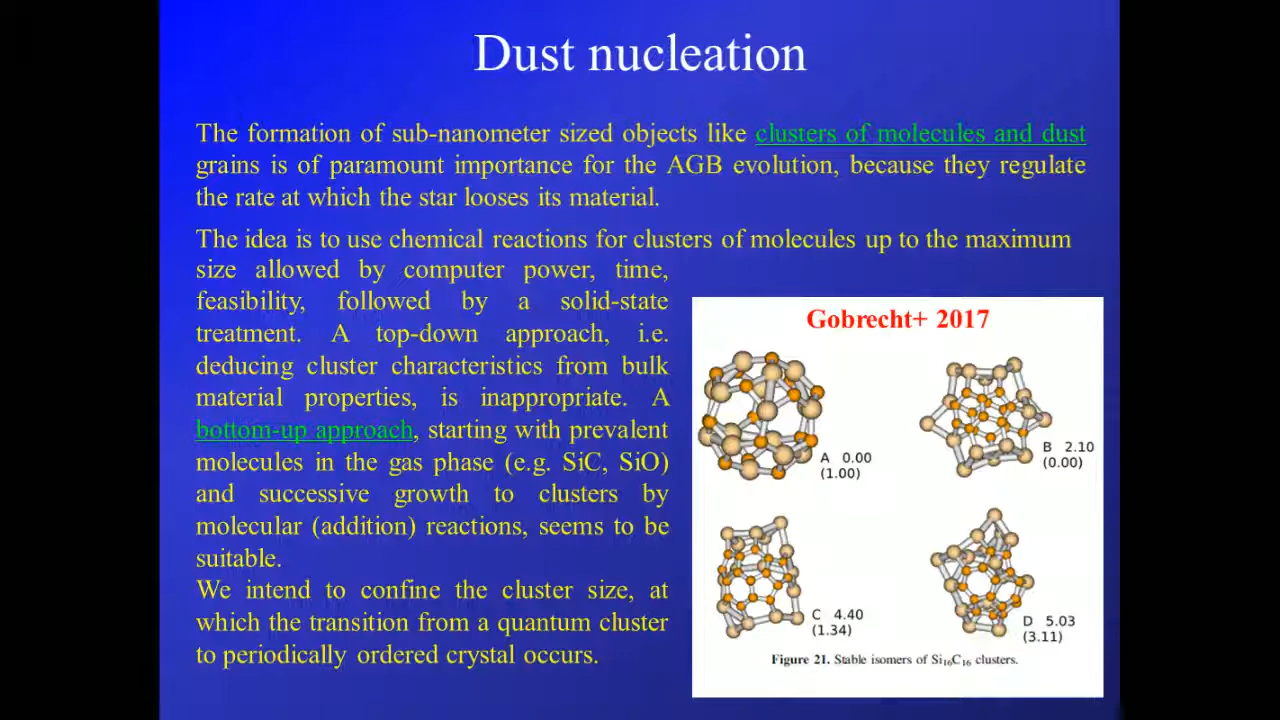 Dust nucleation
The formation of sub-nanometer sized objects like clusters of molecules and dust
grains is of paramount importance for the AGB evolution, because they regulate
the rate at which the star looses its material.
The idea is to use chemical reactions for clusters of molecules up to the maximum
size allowed by computer power, time,
feasibility, followed by a solid-state
treatment. A top-down approach, i.e.
deducing cluster characteristics from bulk
material properties, is inappropriate. A
bottom-up approach, starting with prevalent
molecules in the gas phase (e.g. SiC, SiO)
and successive growth to clusters by
molecular (addition) reactions, seems to be
suitable.
We intend to confine the cluster size, at
which the transition from a quantum cluster
to periodically ordered crystal occurs.
Gobrecht+ 2017
A 0.00
(1.00)
B 2.10
(0.00)
C 4.40
(1.34)
D 5.03
(3.11)
Figure 21. Stable isomers of Si₁₆C₁₆ clusters.